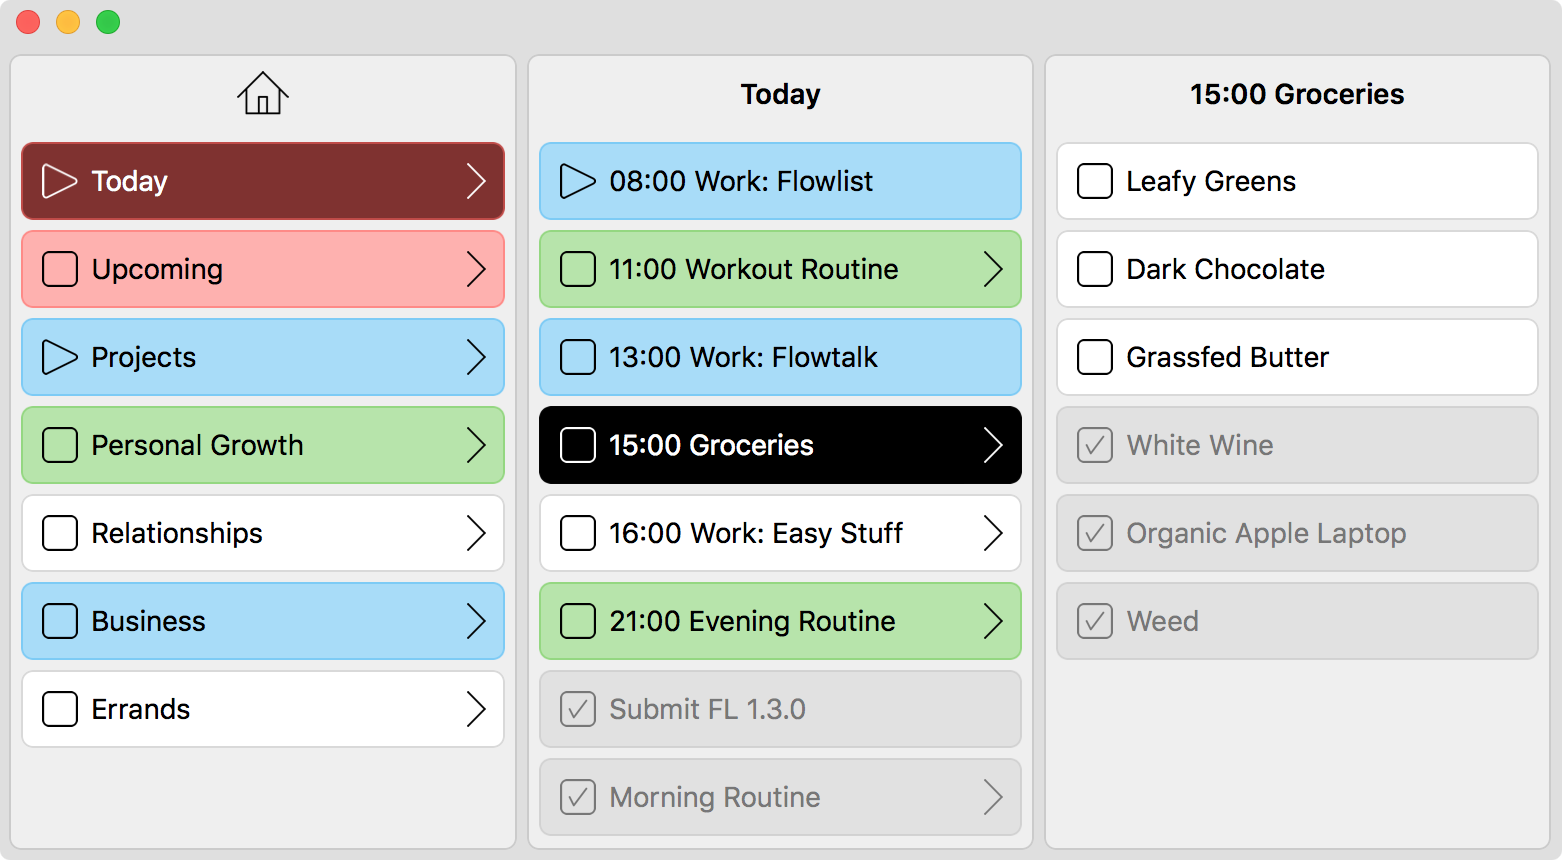 Today
Upcoming
Projects
Personal Growth
Relationships
Business
Errands
Today
08:00 Work: Flowlist
11:00 Workout Routine
13:00 Work: Flowtalk
15:00 Groceries
16:00 Work: Easy Stuff
21:00 Evening Routine
Submit FL 1.3.0
Morning Routine
15:00 Groceries
Leafy Greens
Dark Chocolate
Grassfed Butter
White Wine
Organic Apple Laptop
Weed